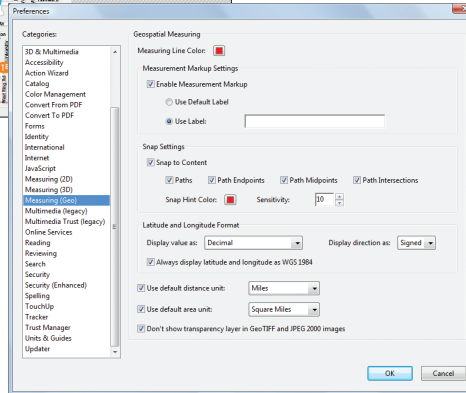 Preferences
Categories:
3D & Multimedia
Accessibility
Action Wizard
Catalog
Color Management
Convert From PDF
Convert To PDF
Forms
Identity
International
Internet
JavaScript
Measuring (2D)
Measuring (3D)
Measuring (Geo)
Multimedia (legacy)
Multimedia Trust (legacy)
Online Services
Reading
Reviewing
Search
Security
Security (Enhanced)
Spelling
TouchUp
Tracker
Trust Manager
Units & Guides
Updater
Geospatial Measuring
Measuring Line Color:
Measurement Markup Settings
Enable Measurement Markup
Use Default Label
Use Label:
Snap Settings
Snap to Content
Paths Path Endpoints Path Midpoints Path Intersections
Snap Hint Color: Sensitivity: 10
Latitude and Longitude Format
Display value as: Decimal Display direction as: Signed
Always display latitude and longitude as WGS 1984
Use default distance unit: Miles
Use default area unit: Square Miles
Don't show transparency layer in GeoTIFF and JPEG 2000 images
OK Cancel